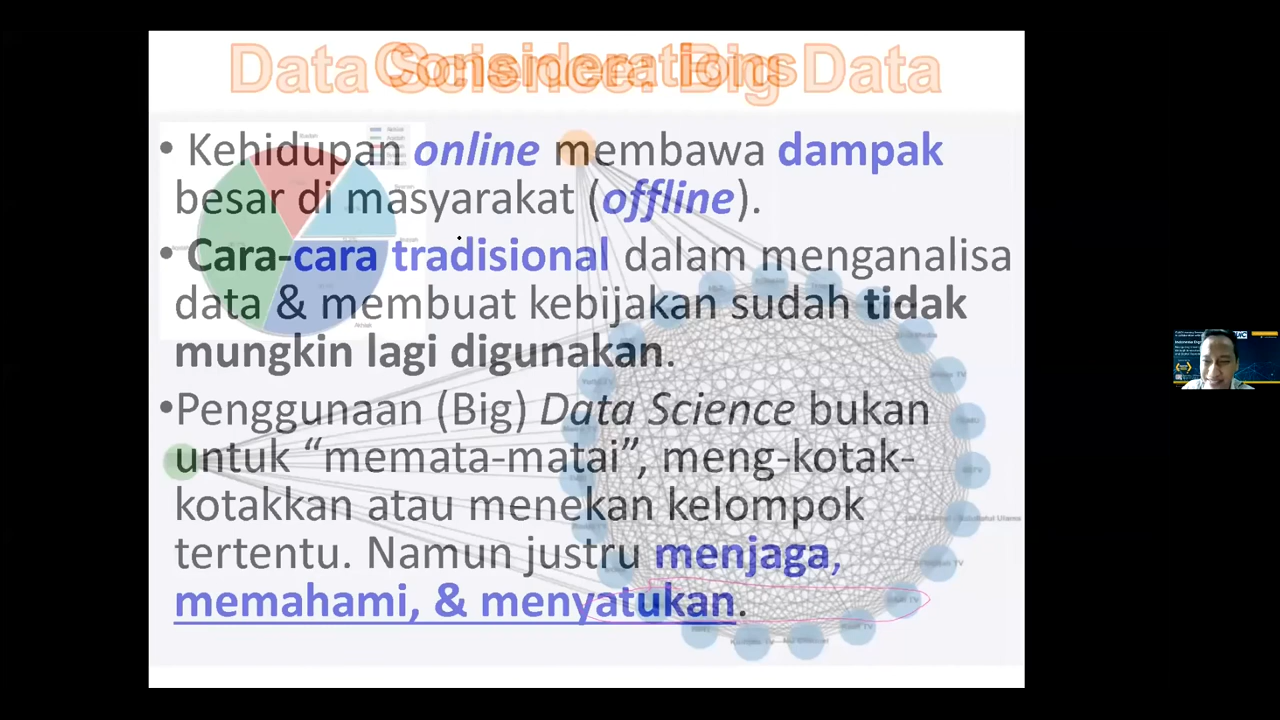 Data Science: Big Data
Considerations
• Kehidupan online membawa dampak
besar di masyarakat (offline).
• Cara-cara tradisional dalam menganalisa
data & membuat kebijakan sudah tidak
mungkin lagi digunakan.
•Penggunaan (Big) Data Science bukan
untuk “memata-matai”, meng-kotak-
kotakkan atau menekan kelompok
tertentu. Namun justru menjaga,
memahami, & menyatukan.